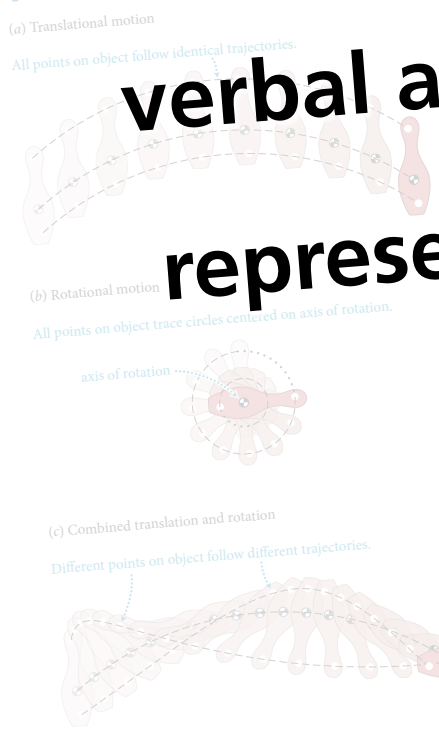 (a) Translational motion
All points on object follow identical trajectories.
verbal a
represe
(b) Rotational motion
All points on object trace circles centered on axis of rotation.
axis of rotation
(c) Combined translation and rotation
Different points on object follow different trajectories.